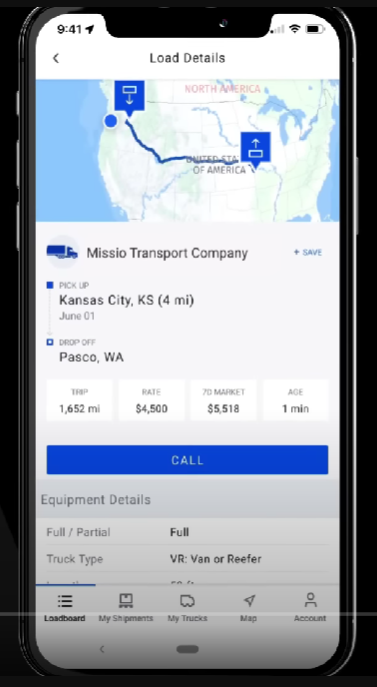 9:41
Load Details
NORTH AMERICA
UNITED STA
OF AMERICA
Missio Transport Company
+ SAVE
PICK UP
Kansas City, KS (4 mi)
June 01
DROP OFF
Pasco, WA
TRIP
RATE
7D MARKET
AGE
1,652 mi
$4,500
$5,518
1 min
CALL
Equipment Details
Full / Partial
Full
Truck Type
VR: Van or Reefer
Loadboard
My Shipments
My Trucks
Map
Account